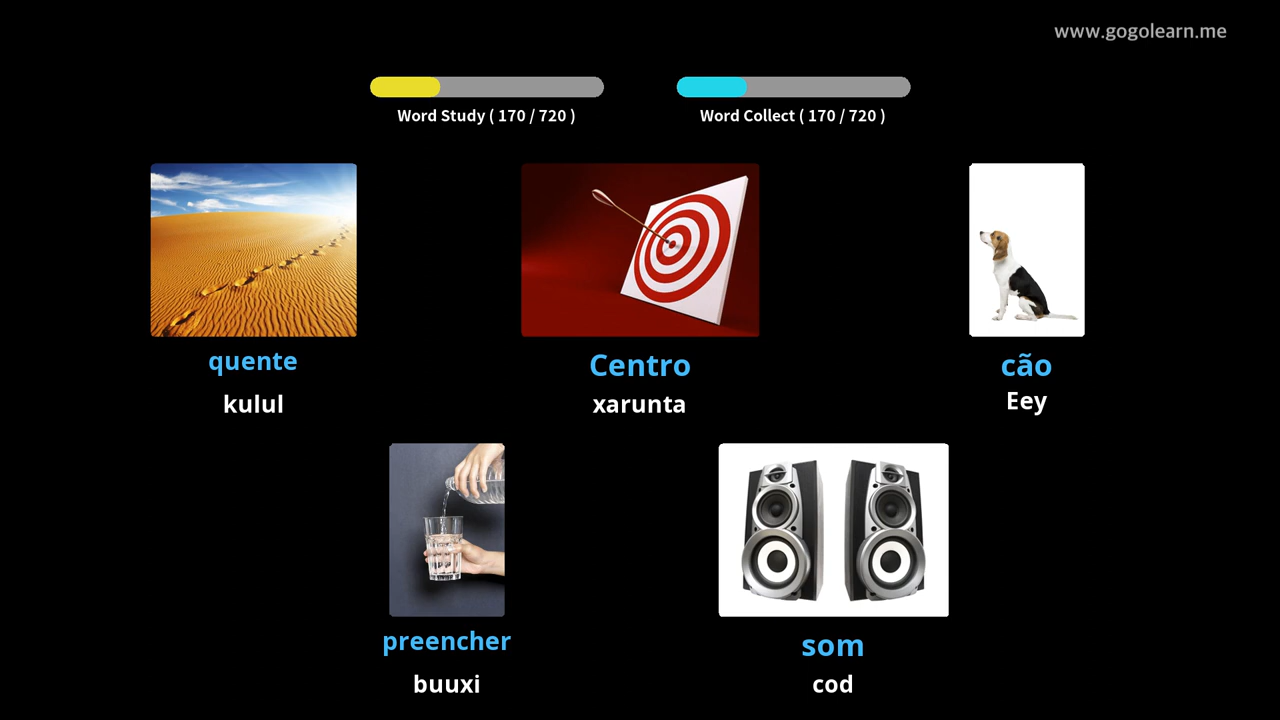 www.gogolearn.me
Word Study ( 170 / 720 )
Word Collect ( 170 / 720 )
quente
Centro
cão
kulul
xarunta
Eey
preencher
som
buuxi
cod